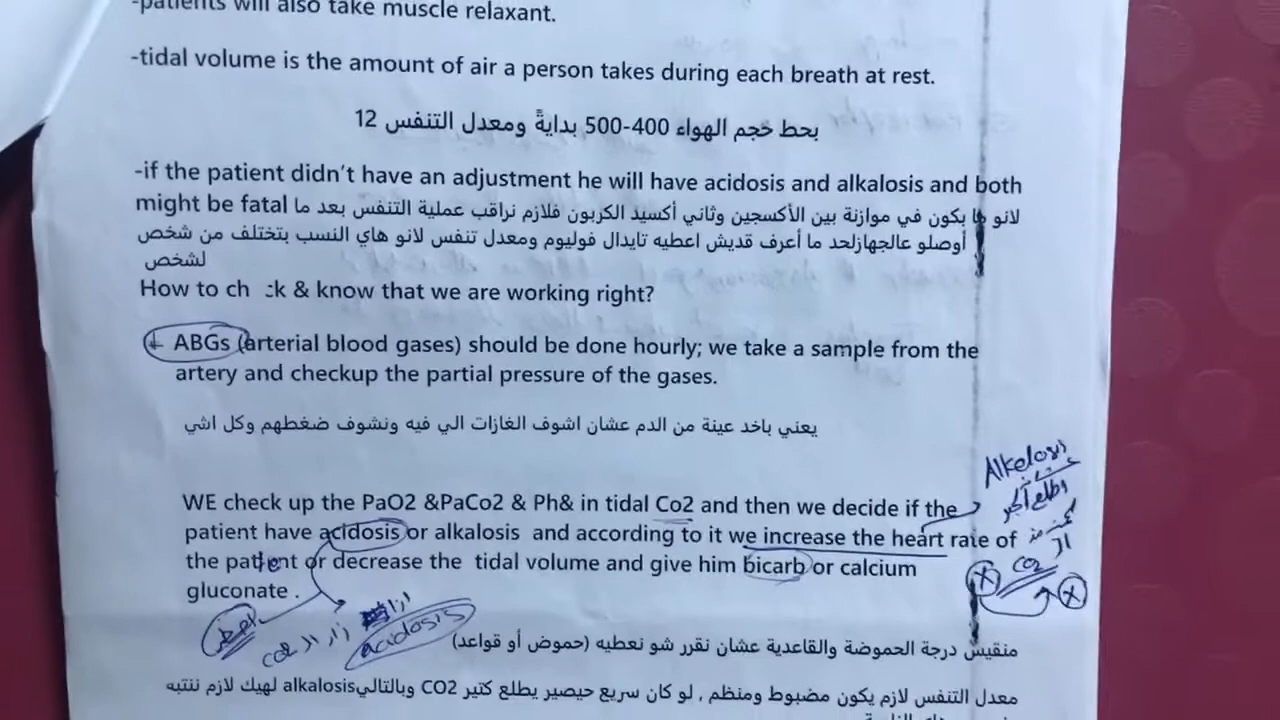 -patients will also take muscle relaxant.
-tidal volume is the amount of air a person takes during each breath at rest.
بحط حجم الهواء 400-500 بدايةً ومعدل التنفس 12
-if the patient didn't have an adjustment he will have acidosis and alkalosis and both
might be fatal لانو ما يكون في موازنة بين الأكسجين وثاني أكسيد الكربون فلازم نراقب عملية التنفس بعد ما
أوصلو عالجهازلحد ما أعرف قديش اعطيه تايدال فوليوم ومعدل تنفس لانو هاي النسب بتختلف من شخص
لشخص
How to ch ck & know that we are working right?
ABGs (arterial blood gases) should be done hourly; we take a sample from the
artery and checkup the partial pressure of the gases.
يعني باخد عينة من الدم عشان اشوف الغازات الي فيه ونشوف ضغطهم وكل اشي
Alkelosis
WE check up the PaO2 &PaCo2 & Ph& in tidal Co2 and then we decide if the
patient have acidosis or alkalosis and according to it we increase the heart rate of
the patient or decrease the tidal volume and give him bicarb or calcium
CO2
gluconate .
اذا زاد ال co2
acidosis
منقيس درجة الحموضة والقاعدية عشان نقرر شو نعطيه (حموض أو قواعد)
معدل التنفس لازم يكون مضبوط ومنظم , لو كان سريع حيصير يطلع كتير CO2 وبالتاليalkalosis لهيك لازم ننتبه